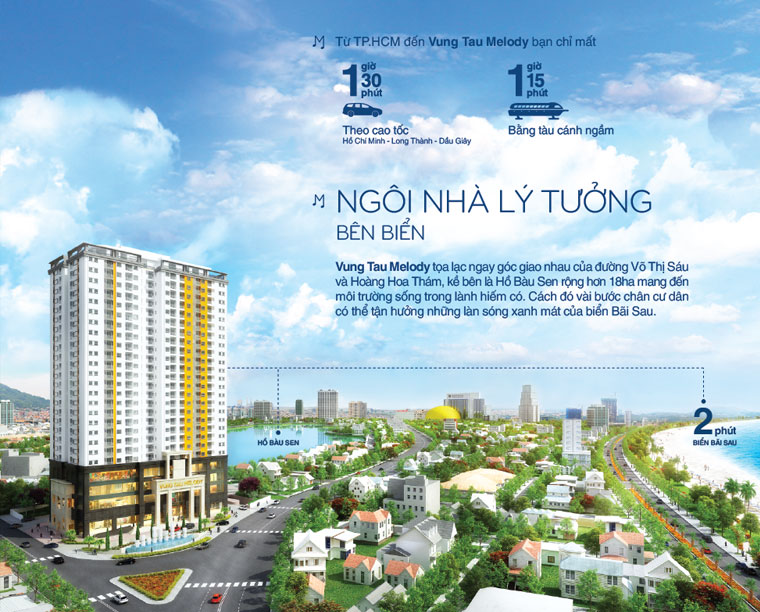 Từ TP.HCM đến Vung Tau Melody bạn chỉ mất
1 giờ 30 phút
Theo cao tốc
Hồ Chí Minh - Long Thành - Dầu Giây
1 giờ 15 phút
Bằng tàu cánh ngầm
NGÔI NHÀ LÝ TƯỞNG
BÊN BIỂN
Vung Tau Melody tọa lạc ngay góc giao nhau của đường Võ Thị Sáu
và Hoàng Hoa Thám, kề bên là Hồ Bàu Sen rộng hơn 18ha mang đến
môi trường sống trong lành hiếm có. Cách đó vài bước chân cư dân
có thể tận hưởng những làn sóng xanh mát của biển Bãi Sau.
HỒ BÀU SEN
2 phút
BIỂN BÃI SAU
VUNG TAU MELODY